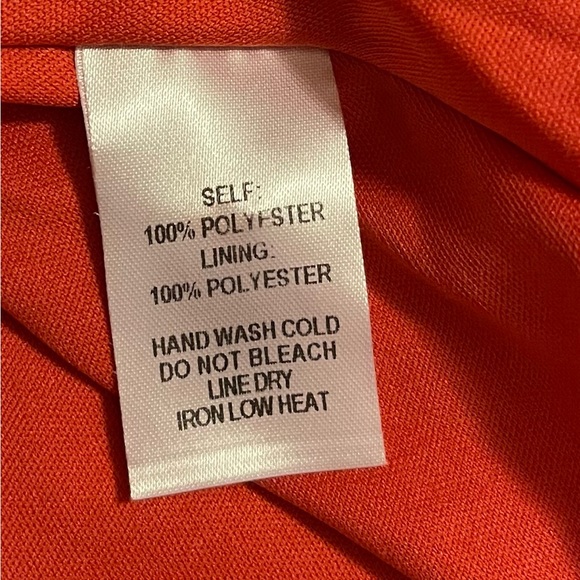 SELF:
100% POLYESTER
LINING:
100% POLYESTER
HAND WASH COLD
DO NOT BLEACH
LINE DRY
IRON LOW HEAT